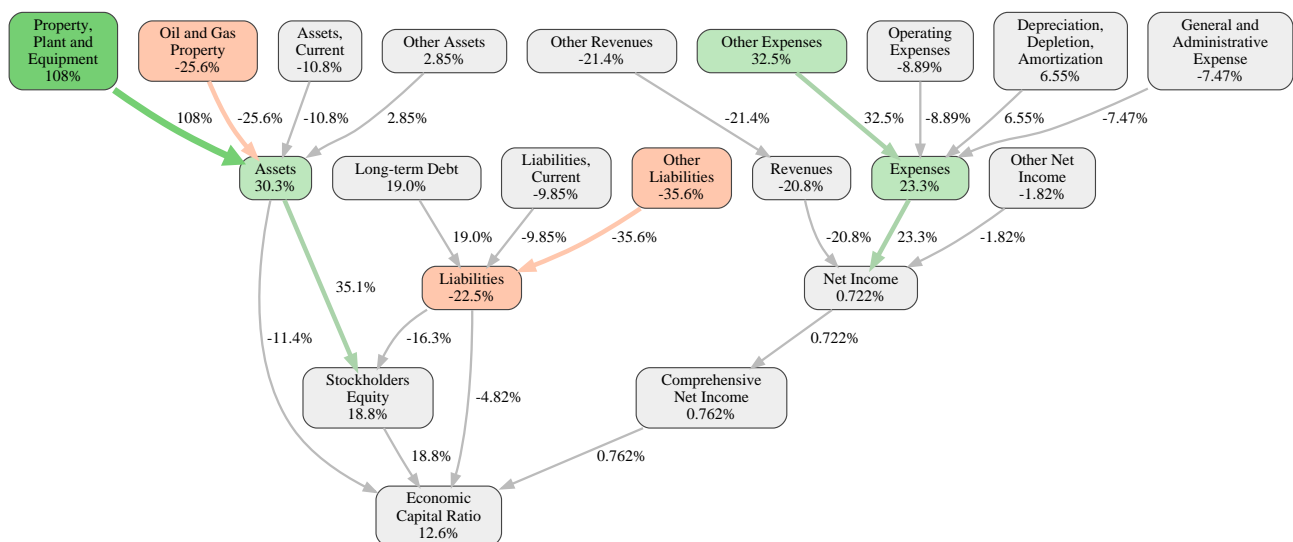 Property,
Plant and
Equipment
108%
Oil and Gas
Property
-25.6%
Assets,
Current
-10.8%
Other Assets
2.85%
Other Revenues
-21.4%
Other Expenses
32.5%
Operating
Expenses
-8.89%
Depreciation,
Depletion,
Amortization
6.55%
General and
Administrative
Expense
-7.47%
108%
-25.6%
-10.8%
2.85%
-21.4%
32.5%
-8.89%
6.55%
-7.47%
Assets
30.3%
Long-term Debt
19.0%
Liabilities,
Current
-9.85%
Other
Liabilities
-35.6%
Revenues
-20.8%
Expenses
23.3%
Other Net
Income
-1.82%
19.0%
-9.85%
-35.6%
-20.8%
23.3%
-1.82%
Liabilities
-22.5%
Net Income
0.722%
35.1%
-11.4%
-16.3%
-4.82%
0.722%
Stockholders
Equity
18.8%
Comprehensive
Net Income
0.762%
18.8%
0.762%
Economic
Capital Ratio
12.6%